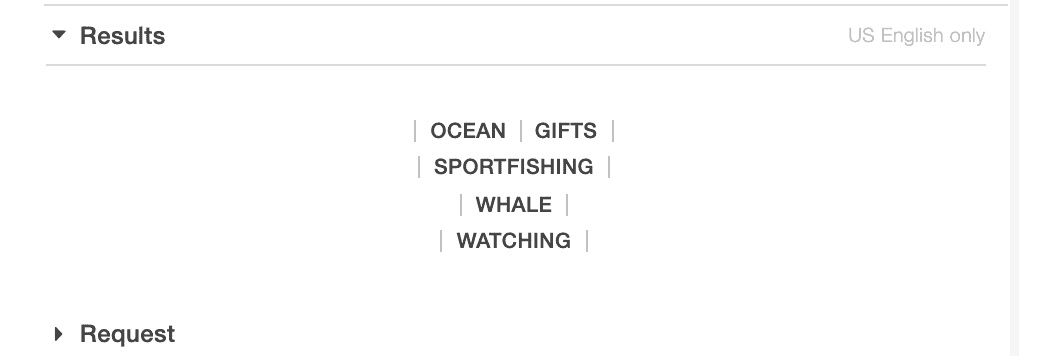 Results US English only
| OCEAN | GIFTS |
| SPORTFISHING |
| WHALE |
| WATCHING |
Request